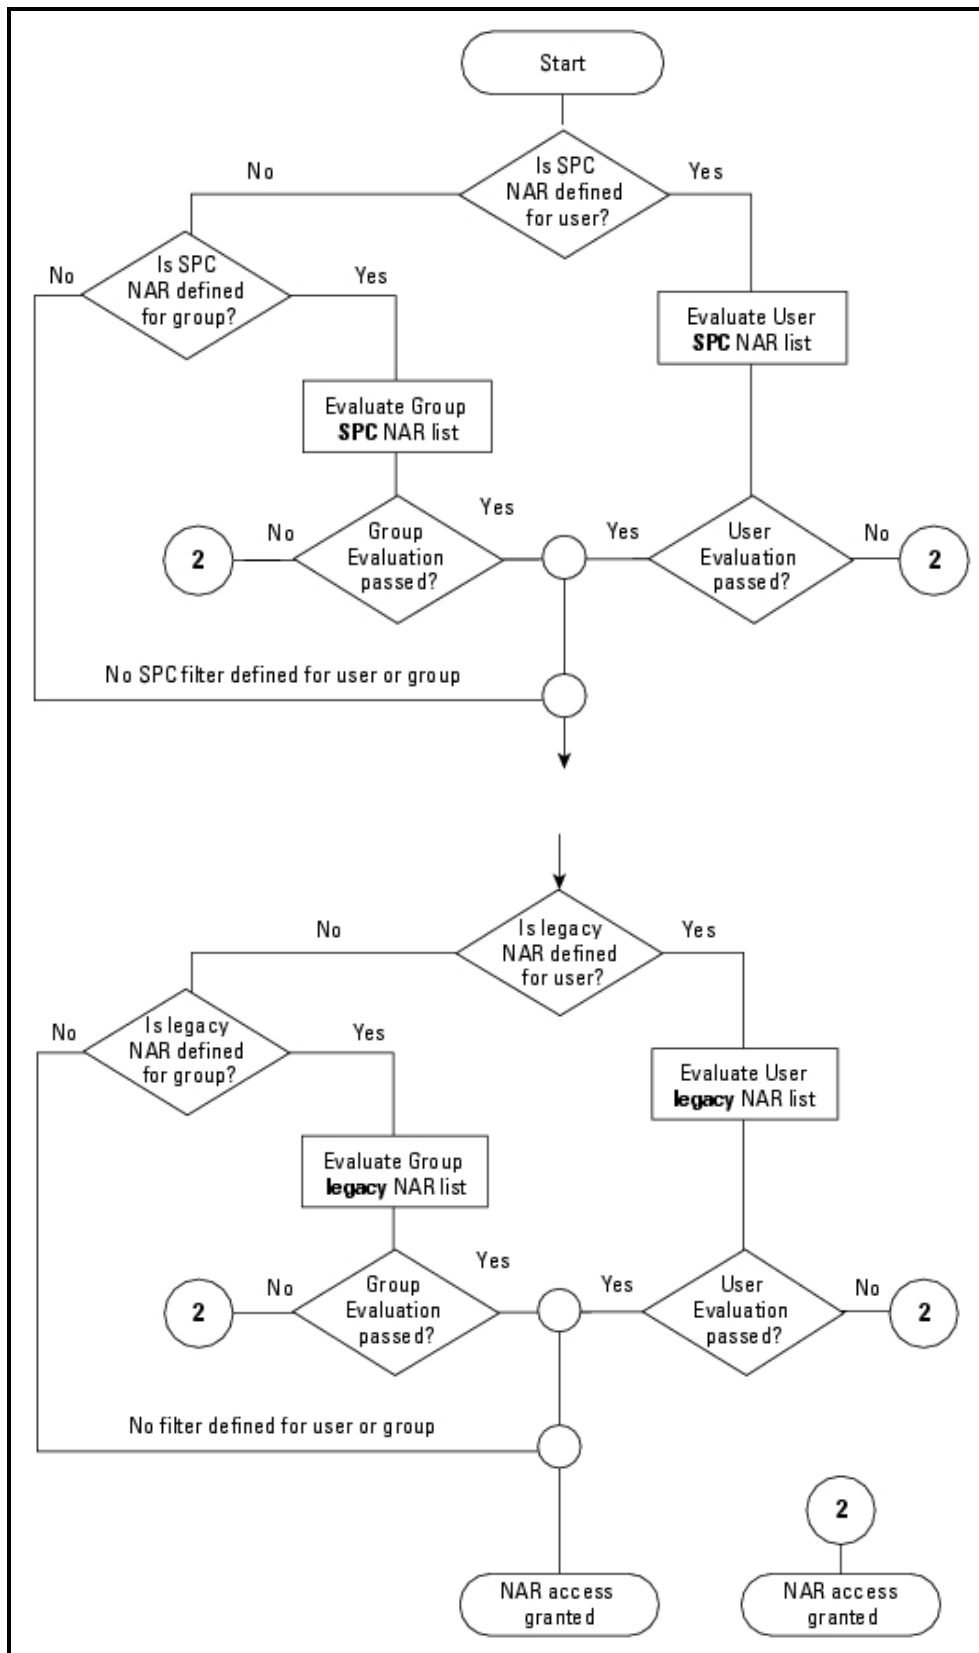 Start
Is SPC
NAR defined
for user?
No
Yes
Is SPC
NAR defined
for group?
No
Yes
Evaluate User
SPC NAR list
Evaluate Group
SPC NAR list
2
No
Group
Evaluation
passed?
Yes
Yes
User
Evaluation
passed?
No
2
No SPC filter defined for user or group
Is legacy
NAR defined
for user?
No
Yes
Is legacy
NAR defined
for group?
No
Yes
Evaluate User
legacy NAR list
Evaluate Group
legacy NAR list
2
No
Group
Evaluation
passed?
Yes
Yes
User
Evaluation
passed?
No
2
No filter defined for user or group
2
NAR access
granted
NAR access
granted